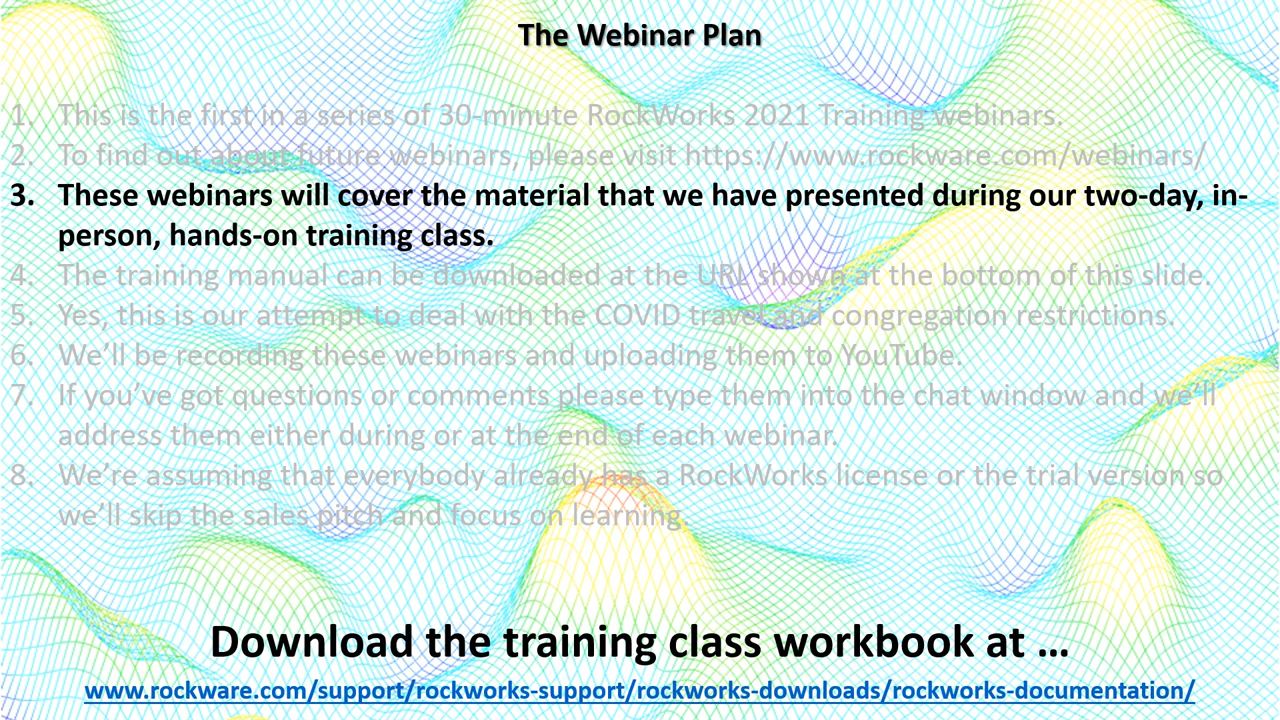 The Webinar Plan
1. This is the first in a series of 30-minute RockWorks 2021 Training webinars.
2. To find out about future webinars, please visit https://www.rockware.com/webinars/
3. These webinars will cover the material that we have presented during our two-day, in-
person, hands-on training class.
4. The training manual can be downloaded at the URL shown at the bottom of this slide.
5. Yes, this is our attempt to deal with the COVID travel and congregation restrictions.
6. We’ll be recording these webinars and uploading them to YouTube.
7. If you’ve got questions or comments please type them into the chat window and we’ll
address them either during or at the end of each webinar.
8. We’re assuming that everybody already has a RockWorks license or the trial version so
we’ll skip the sales pitch and focus on learning.
Download the training class workbook at …
www.rockware.com/support/rockworks-support/rockworks-downloads/rockworks-documentation/